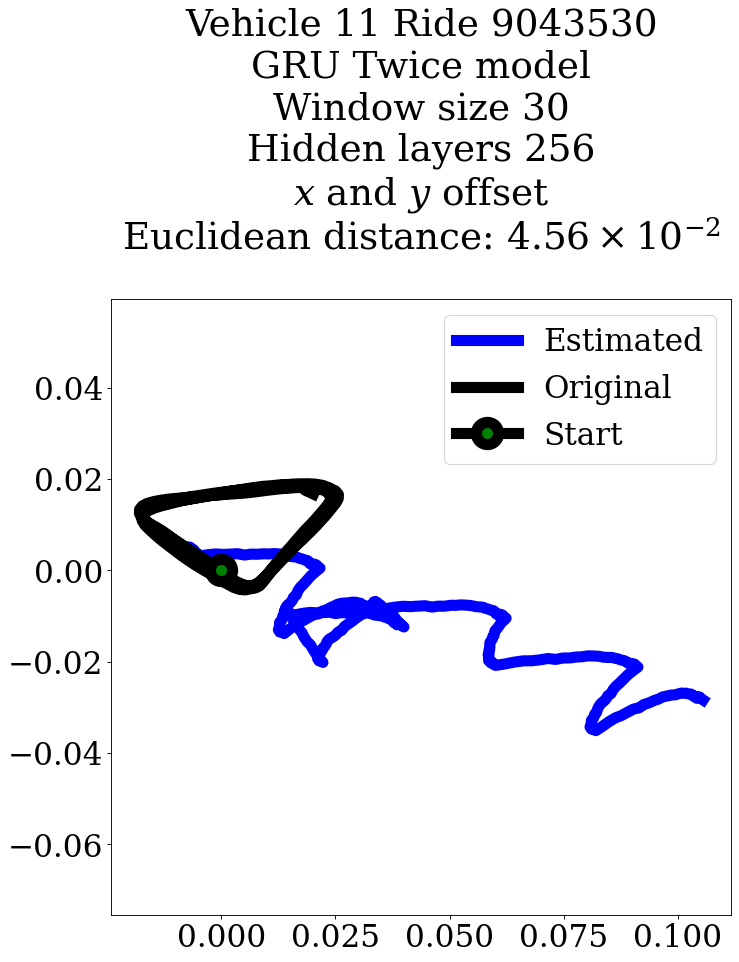 Vehicle 11 Ride 9043530
GRU Twice model
Window size 30
Hidden layers 256
x and y offset
Euclidean distance: 4.56 × 10⁻²
Estimated
Original
Start
0.04
0.02
0.00
−0.02
−0.04
−0.06
0.000 0.025 0.050 0.075 0.100